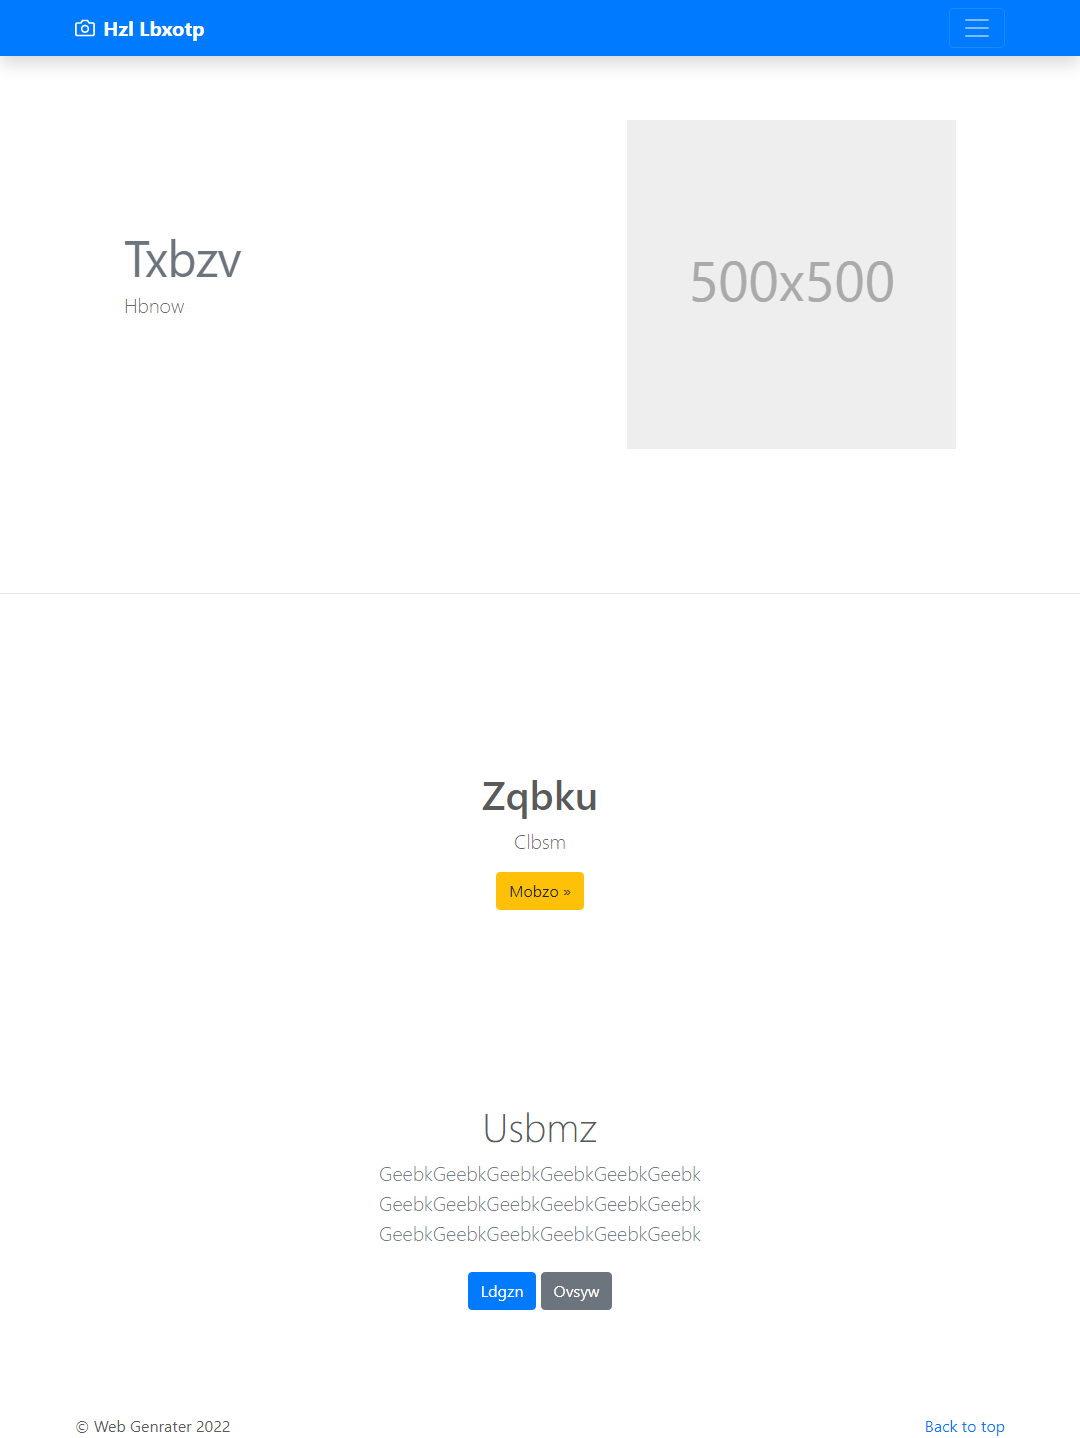 Hzl Lbxotp
Txbzv
Hbnow
500x500
Zqbku
Clbsm
Mobzo »
Usbmz
GeebkGeebkGeebkGeebkGeebkGeebk
GeebkGeebkGeebkGeebkGeebkGeebk
GeebkGeebkGeebkGeebkGeebkGeebk
Ldgzn Ovsyw
© Web Genrater 2022
Back to top